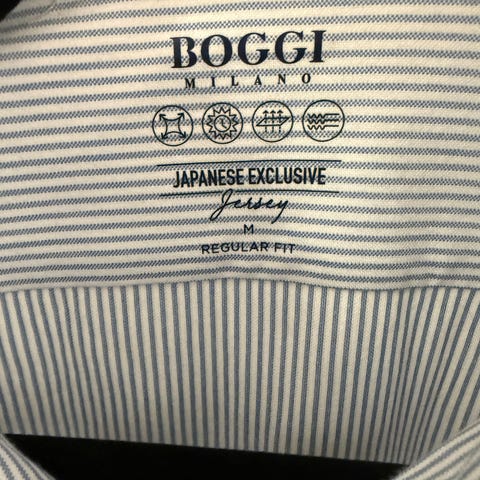 BOGGI
MILANO
JAPANESE EXCLUSIVE
Jersey
M
REGULAR FIT